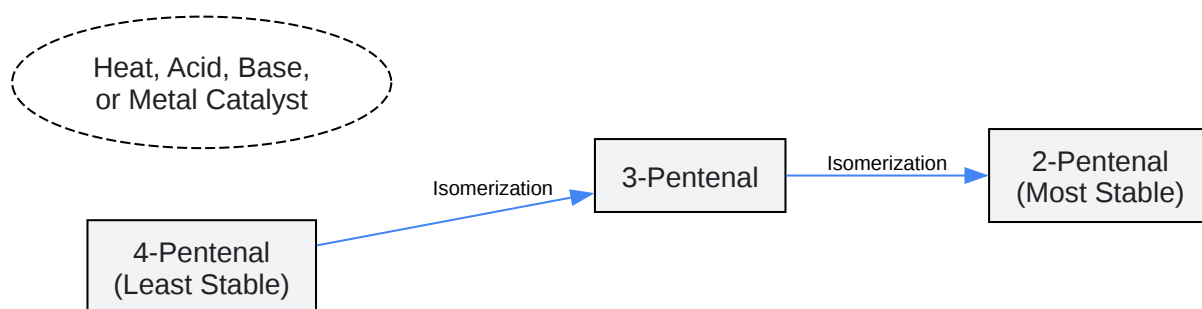 Heat, Acid, Base,
or Metal Catalyst
4-Pentenal
(Least Stable)
Isomerization
3-Pentenal
Isomerization
2-Pentenal
(Most Stable)